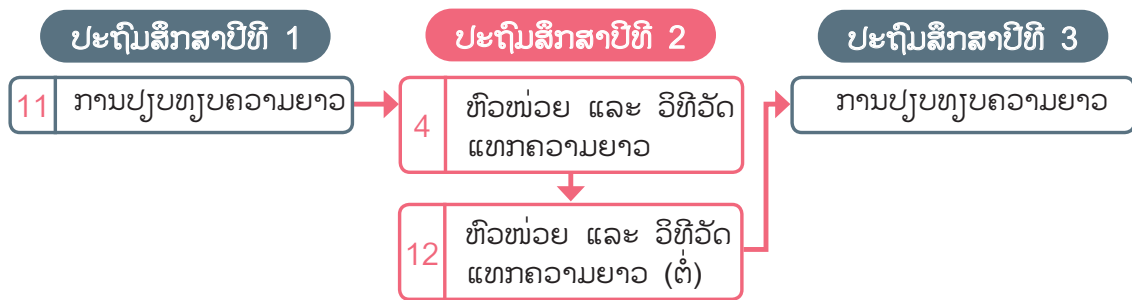 ປະຖົມສຶກສາປີທີ 1
ປະຖົມສຶກສາປີທີ 2
ປະຖົມສຶກສາປີທີ 3
11 ການປຽບທຽບຄວາມຍາວ
4 ຫົວໜ່ວຍ ແລະ ວິທີວັດ
ແທກຄວາມຍາວ
12 ຫົວໜ່ວຍ ແລະ ວິທີວັດ
ແທກຄວາມຍາວ (ຕໍ່)
ການປຽບທຽບຄວາມຍາວ